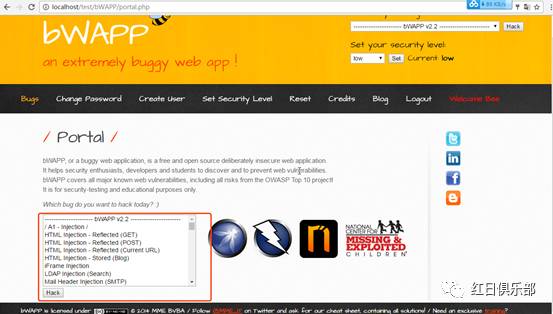 localhost/test/bWAPP/portal.php
bWAPP
an extremely buggy web app !
bWAPP v2.2
Hack
Set your security level:
low
Set
Current: low
Bugs
Change Password
Create User
Set Security Level
Reset
Credits
Blog
Logout
Welcome Bee
/ Portal /
bWAPP, or a buggy web application, is a free and open source deliberately insecure web application.
It helps security enthusiasts, developers and students to discover and to prevent web vulnerabilities.
bWAPP covers all major known web vulnerabilities, including all risks from the OWASP Top 10 project!
It is for security-testing and educational purposes only.
Which bug do you want to hack today? :)
------------------------- bWAPP v2.2 -------------------------
/ A1 - Injection /
HTML Injection - Reflected (GET)
HTML Injection - Reflected (POST)
HTML Injection - Reflected (Current URL)
HTML Injection - Stored (Blog)
iFrame Injection
LDAP Injection (Search)
Mail Header Injection (SMTP)
Hack
NATIONAL CENTER FOR
MISSING &
EXPLOITED
CHILDREN
红日俱乐部
bWAPP is licensed under © 2014 MME BVBA / Follow @MME_IT on Twitter and ask for our cheat sheet, containing all solutions! / Need an exclusive training?